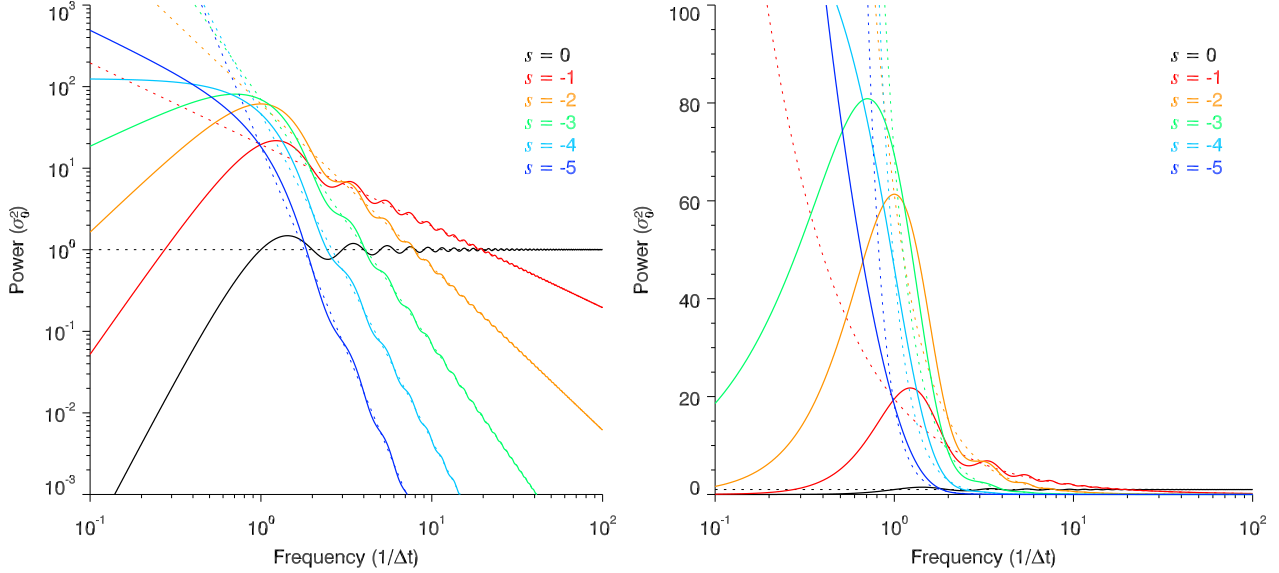 10³
10²
10¹
10⁰
10⁻¹
10⁻²
10⁻³
Power (σ₀²)
s = 0
s = -1
s = -2
s = -3
s = -4
s = -5
10⁻¹
10⁰
10¹
10²
Frequency (1/Δt)
100
80
60
40
20
0
Power (σ₀²)
s = 0
s = -1
s = -2
s = -3
s = -4
s = -5
10⁻¹
10⁰
10¹
10²
Frequency (1/Δt)